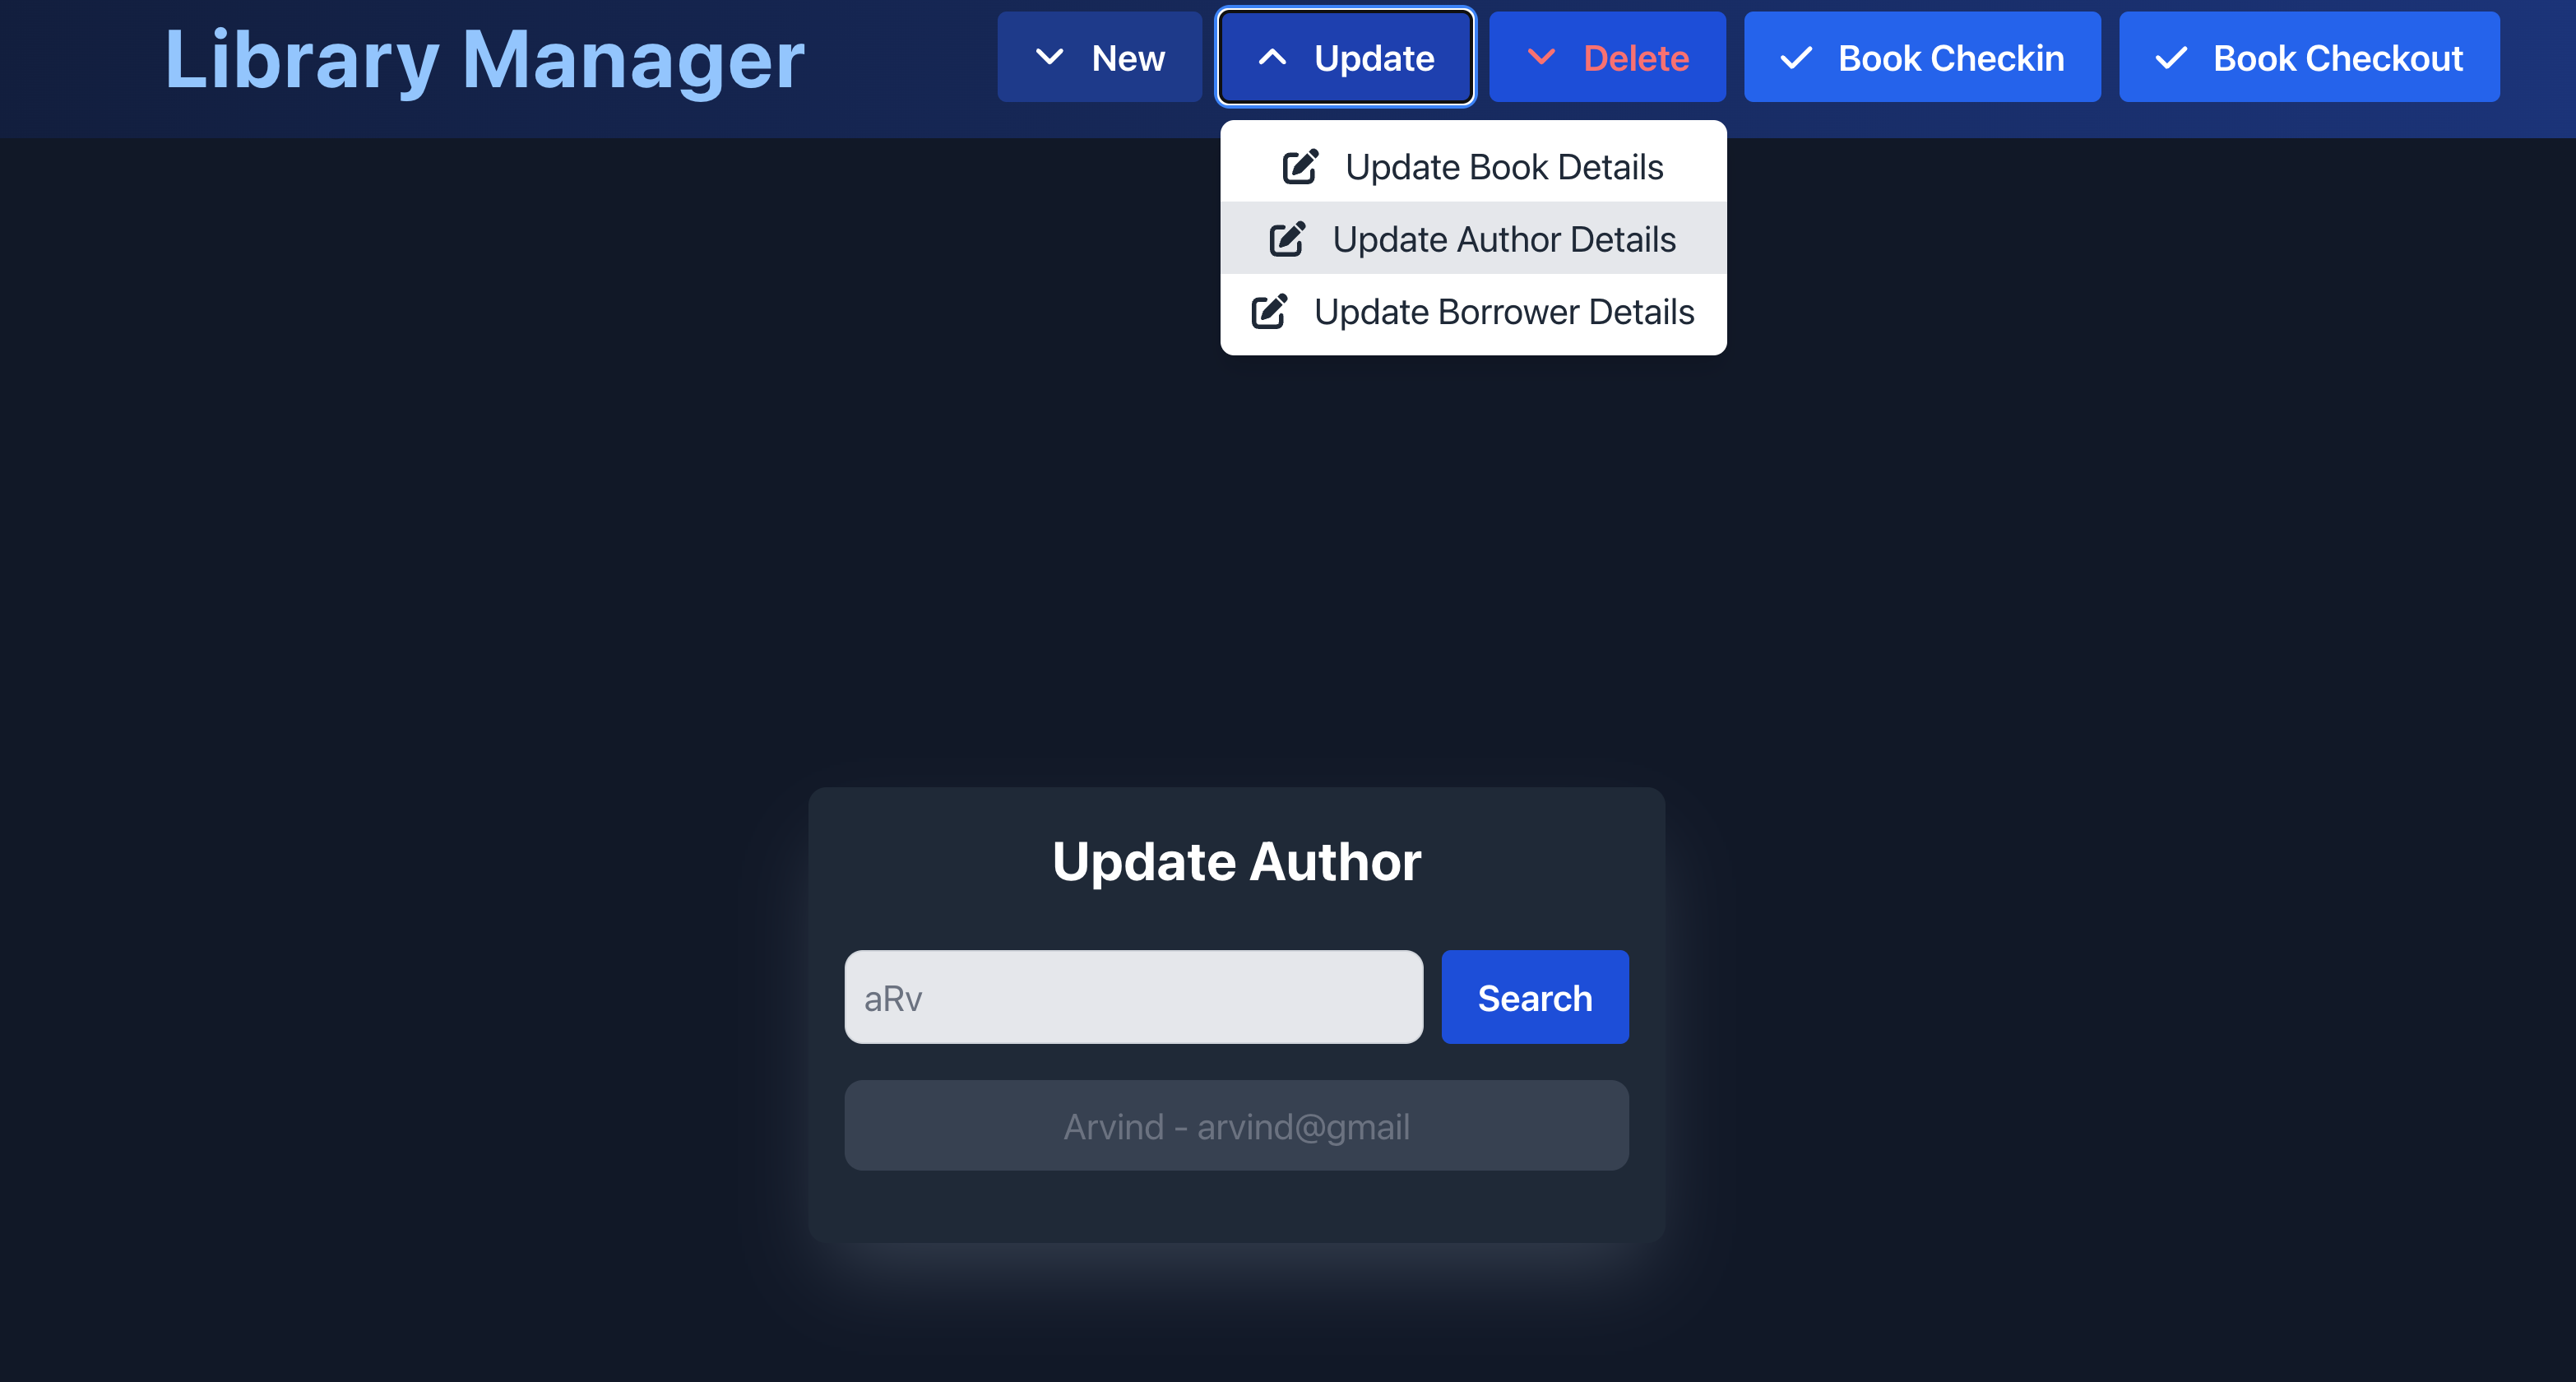 Library Manager
New
Update
Delete
Book Checkin
Book Checkout
Update Book Details
Update Author Details
Update Borrower Details
Update Author
aRv
Search
Arvind - arvind@gmail